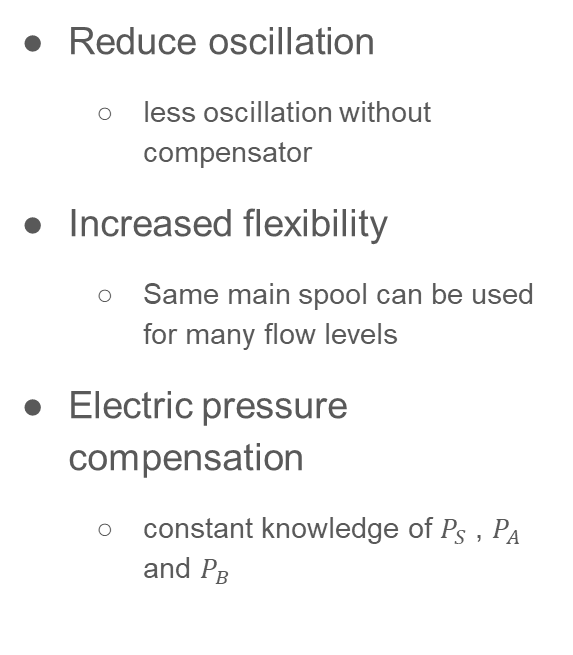 ● Reduce oscillation
○ less oscillation without
compensator
● Increased flexibility
○ Same main spool can be used
for many flow levels
● Electric pressure
compensation
○ constant knowledge of P_S , P_A
and P_B